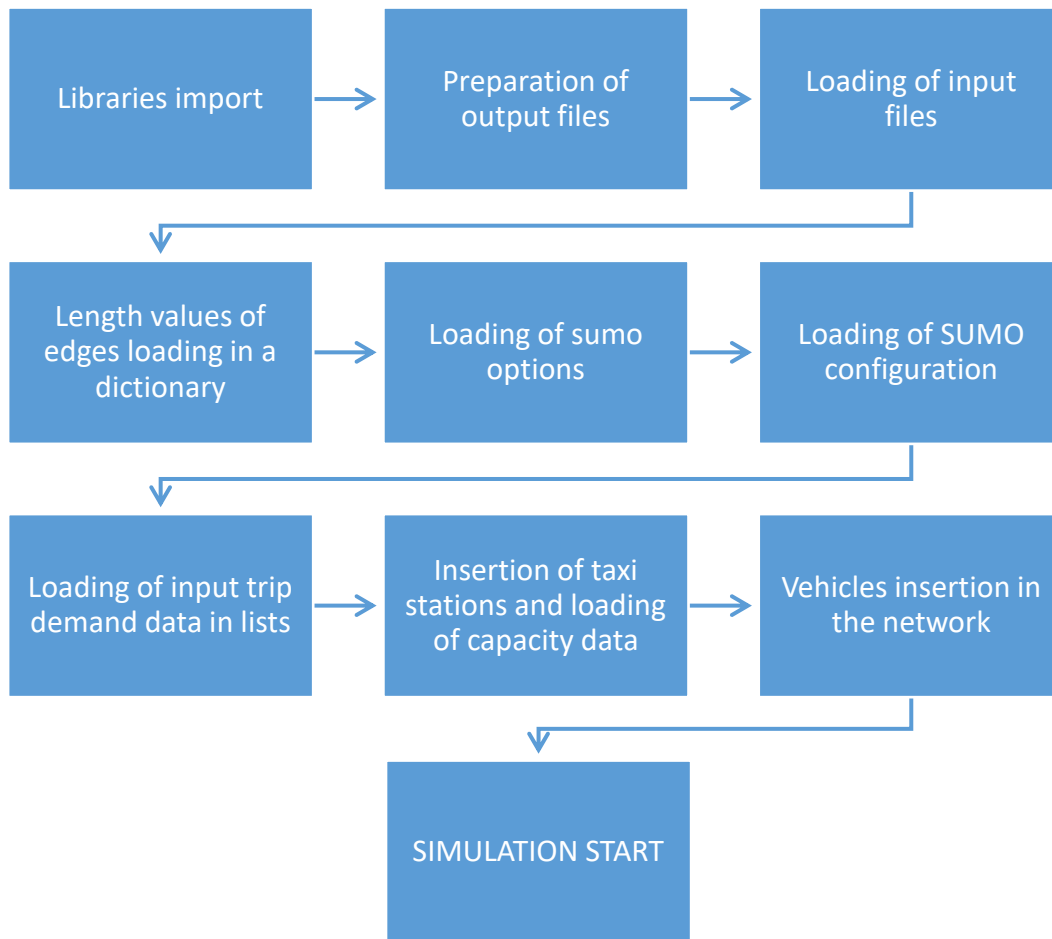 Libraries import
Preparation of
output files
Loading of input
files
Length values of
edges loading in a
dictionary
Loading of sumo
options
Loading of SUMO
configuration
Loading of input trip
demand data in lists
Insertion of taxi
stations and loading
of capacity data
Vehicles insertion in
the network
SIMULATION START